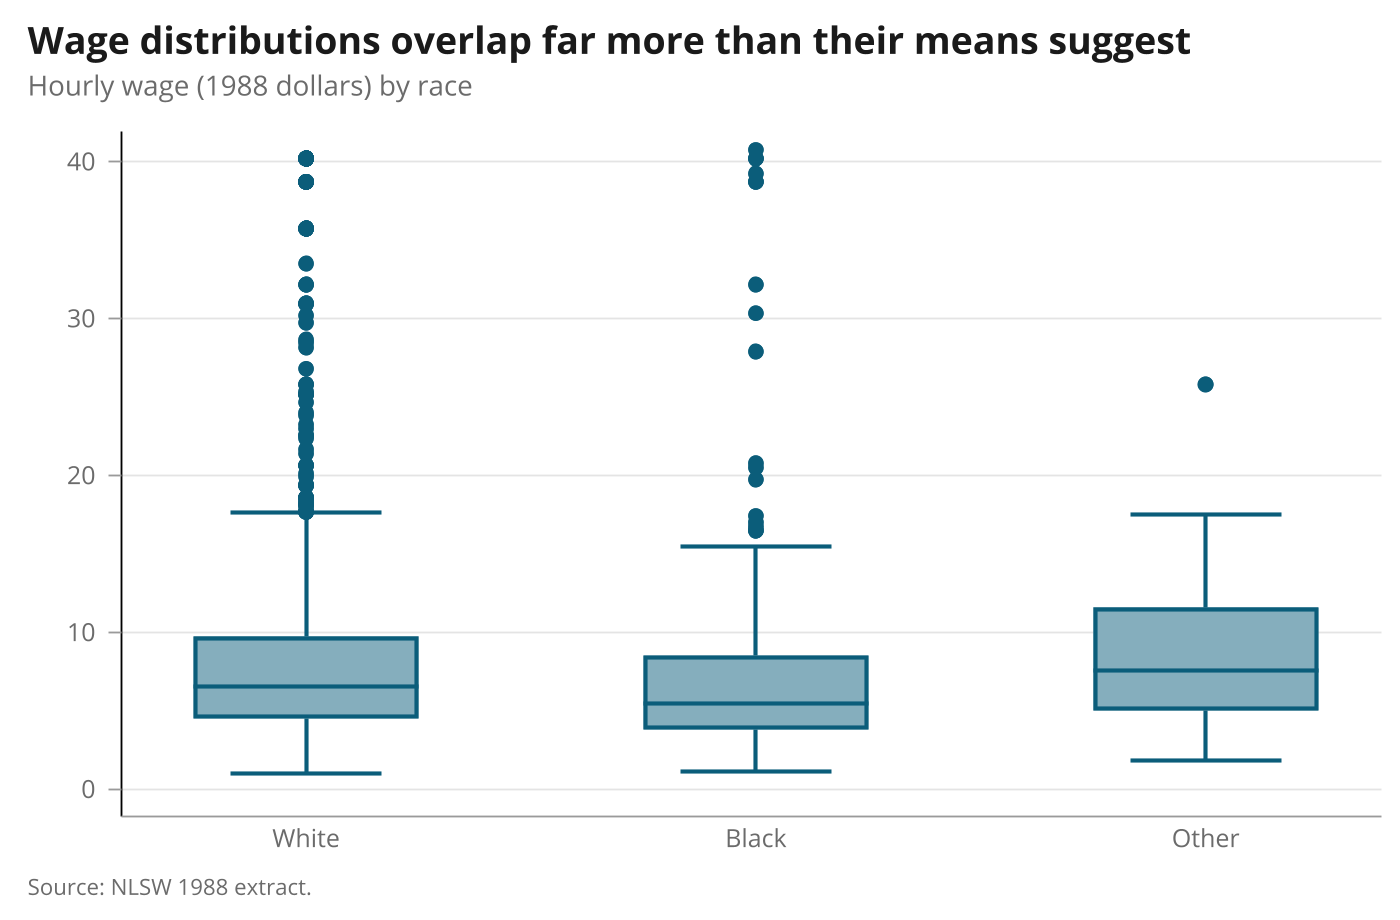 Wage distributions overlap far more than their means suggest
Hourly wage (1988 dollars) by race
40
30
20
10
0
White
Black
Other
Source: NLSW 1988 extract.